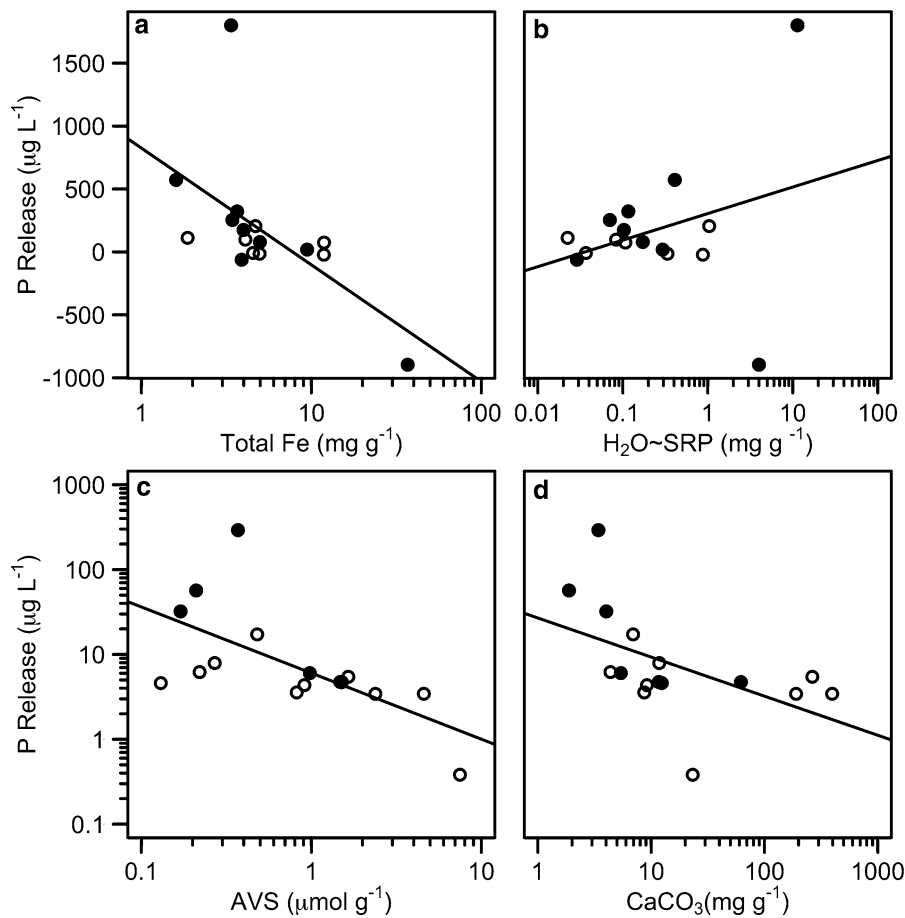 a
b
1500
1000
500
0
-500
-1000
P Release (μg L⁻¹)
1 10 100
Total Fe (mg g⁻¹)
0.01 0.1 1 10 100
H₂O~SRP (mg g ⁻¹)
c
d
1000
100
10
1
0.1
P Release (μg L⁻¹)
0.1 1 10
AVS (μmol g⁻¹)
1 10 100 1000
CaCO₃(mg g⁻¹)